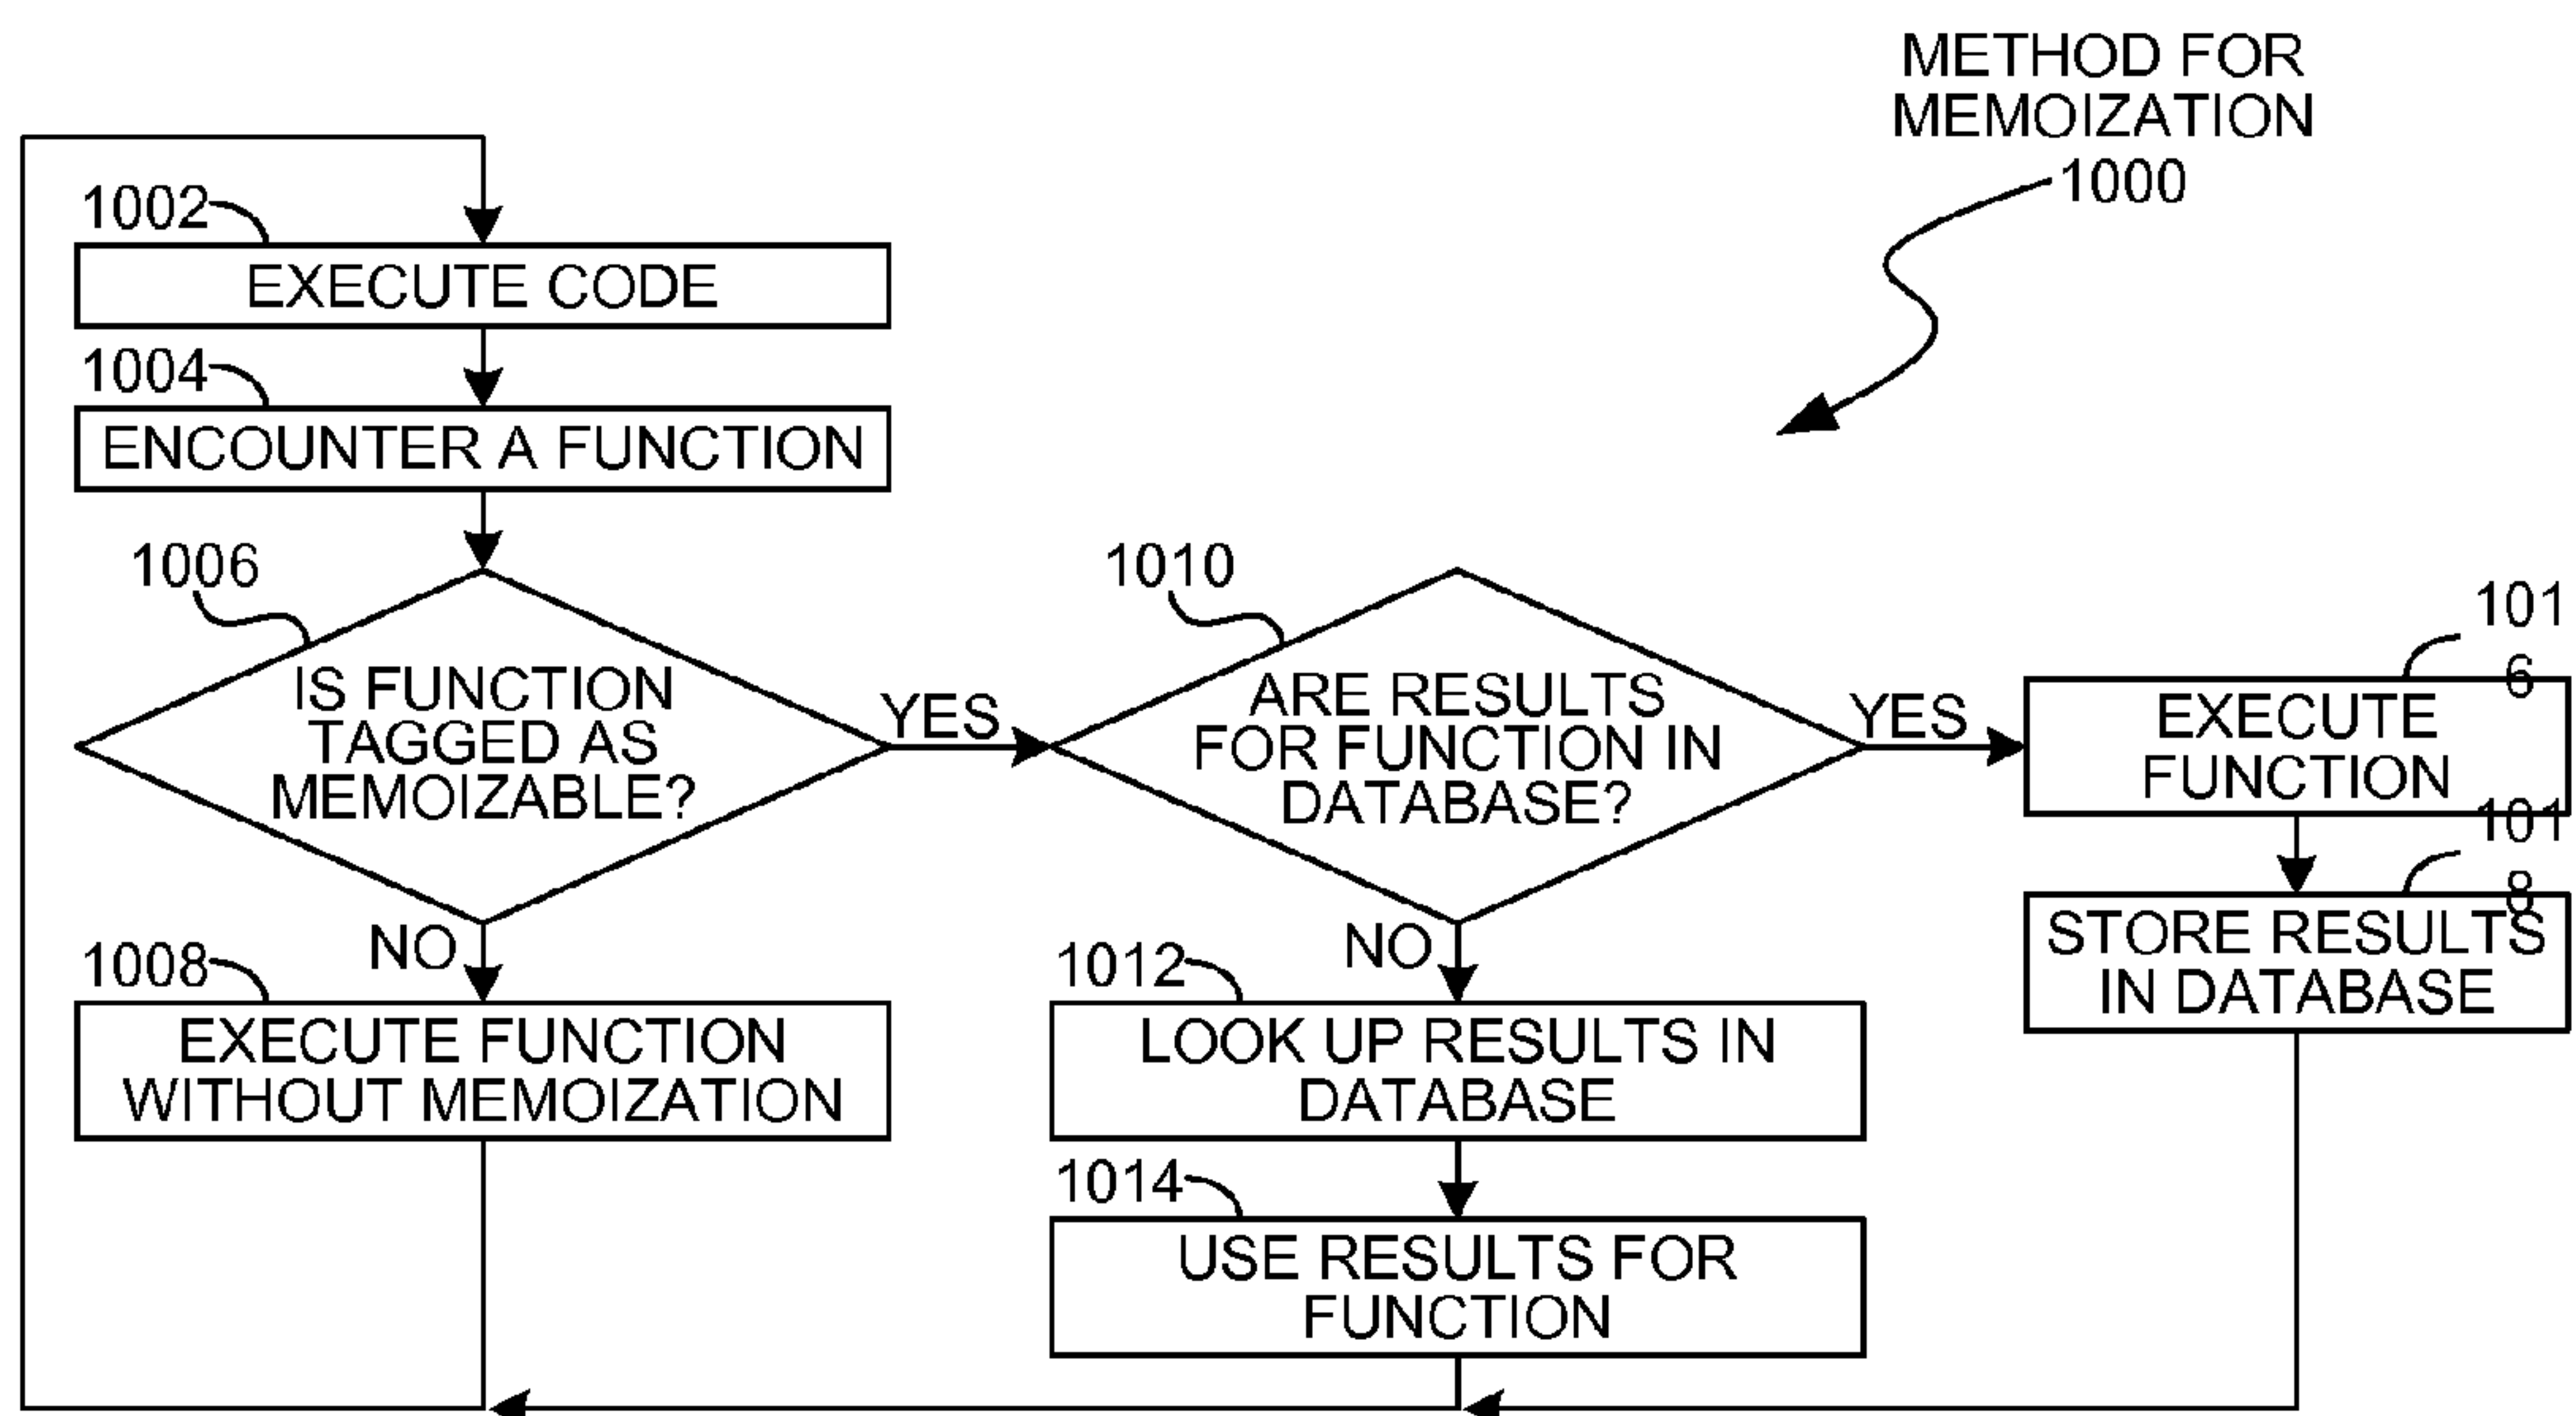 METHOD FOR
MEMOIZATION
1000
1002
EXECUTE CODE
1004
ENCOUNTER A FUNCTION
1006
IS FUNCTION
TAGGED AS
MEMOIZABLE?
YES
NO
1008
EXECUTE FUNCTION
WITHOUT MEMOIZATION
1010
ARE RESULTS
FOR FUNCTION IN
DATABASE?
YES
NO
1012
LOOK UP RESULTS IN
DATABASE
1014
USE RESULTS FOR
FUNCTION
101
6
EXECUTE
FUNCTION
101
8
STORE RESULTS
IN DATABASE